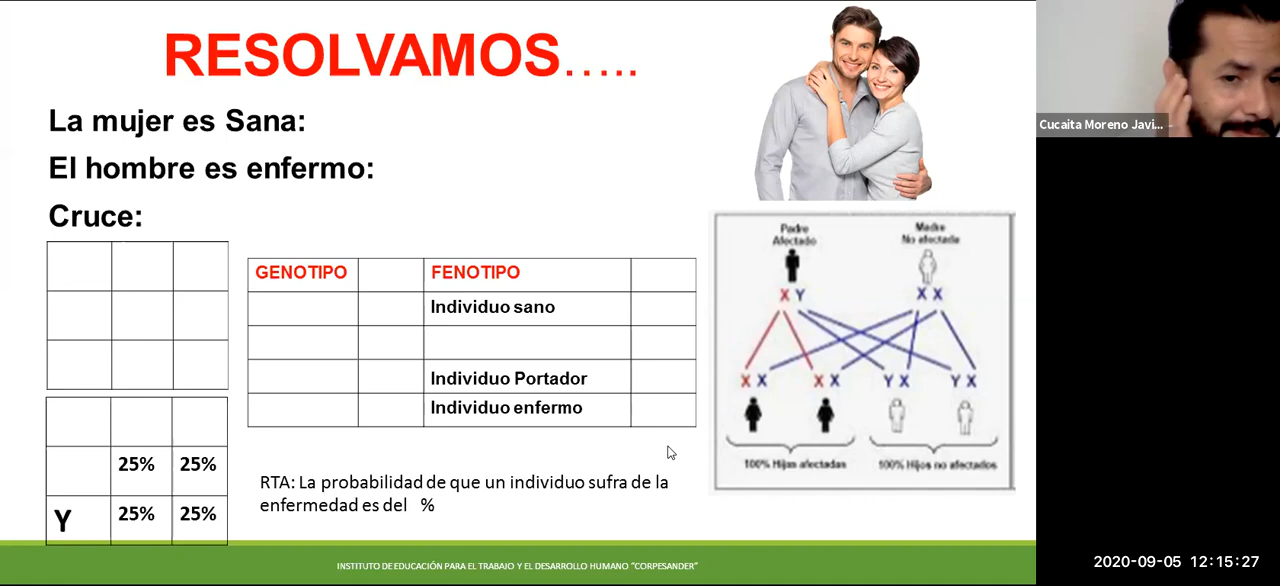 RESOLVAMOS.....
La mujer es Sana:
El hombre es enfermo:
Cruce:
GENOTIPO FENOTIPO
Individuo sano
Individuo Portador
Individuo enfermo
25% 25%
Y 25% 25%
RTA: La probabilidad de que un individuo sufra de la
enfermedad es del %
Padre Madre
Afectado No afectada
X Y X X
X X X X Y X Y X
100% Hijas afectadas 100% Hijos no afectados
INSTITUTO DE EDUCACIÓN PARA EL TRABAJO Y EL DESARROLLO HUMANO "CORPESANDER"
Cucaita Moreno Javi...
2020-09-05 12:15:27